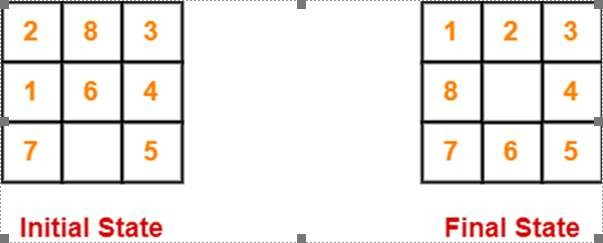 2 8 3 1 2 3
1 6 4 8 4
7 5 7 6 5
Initial State Final State